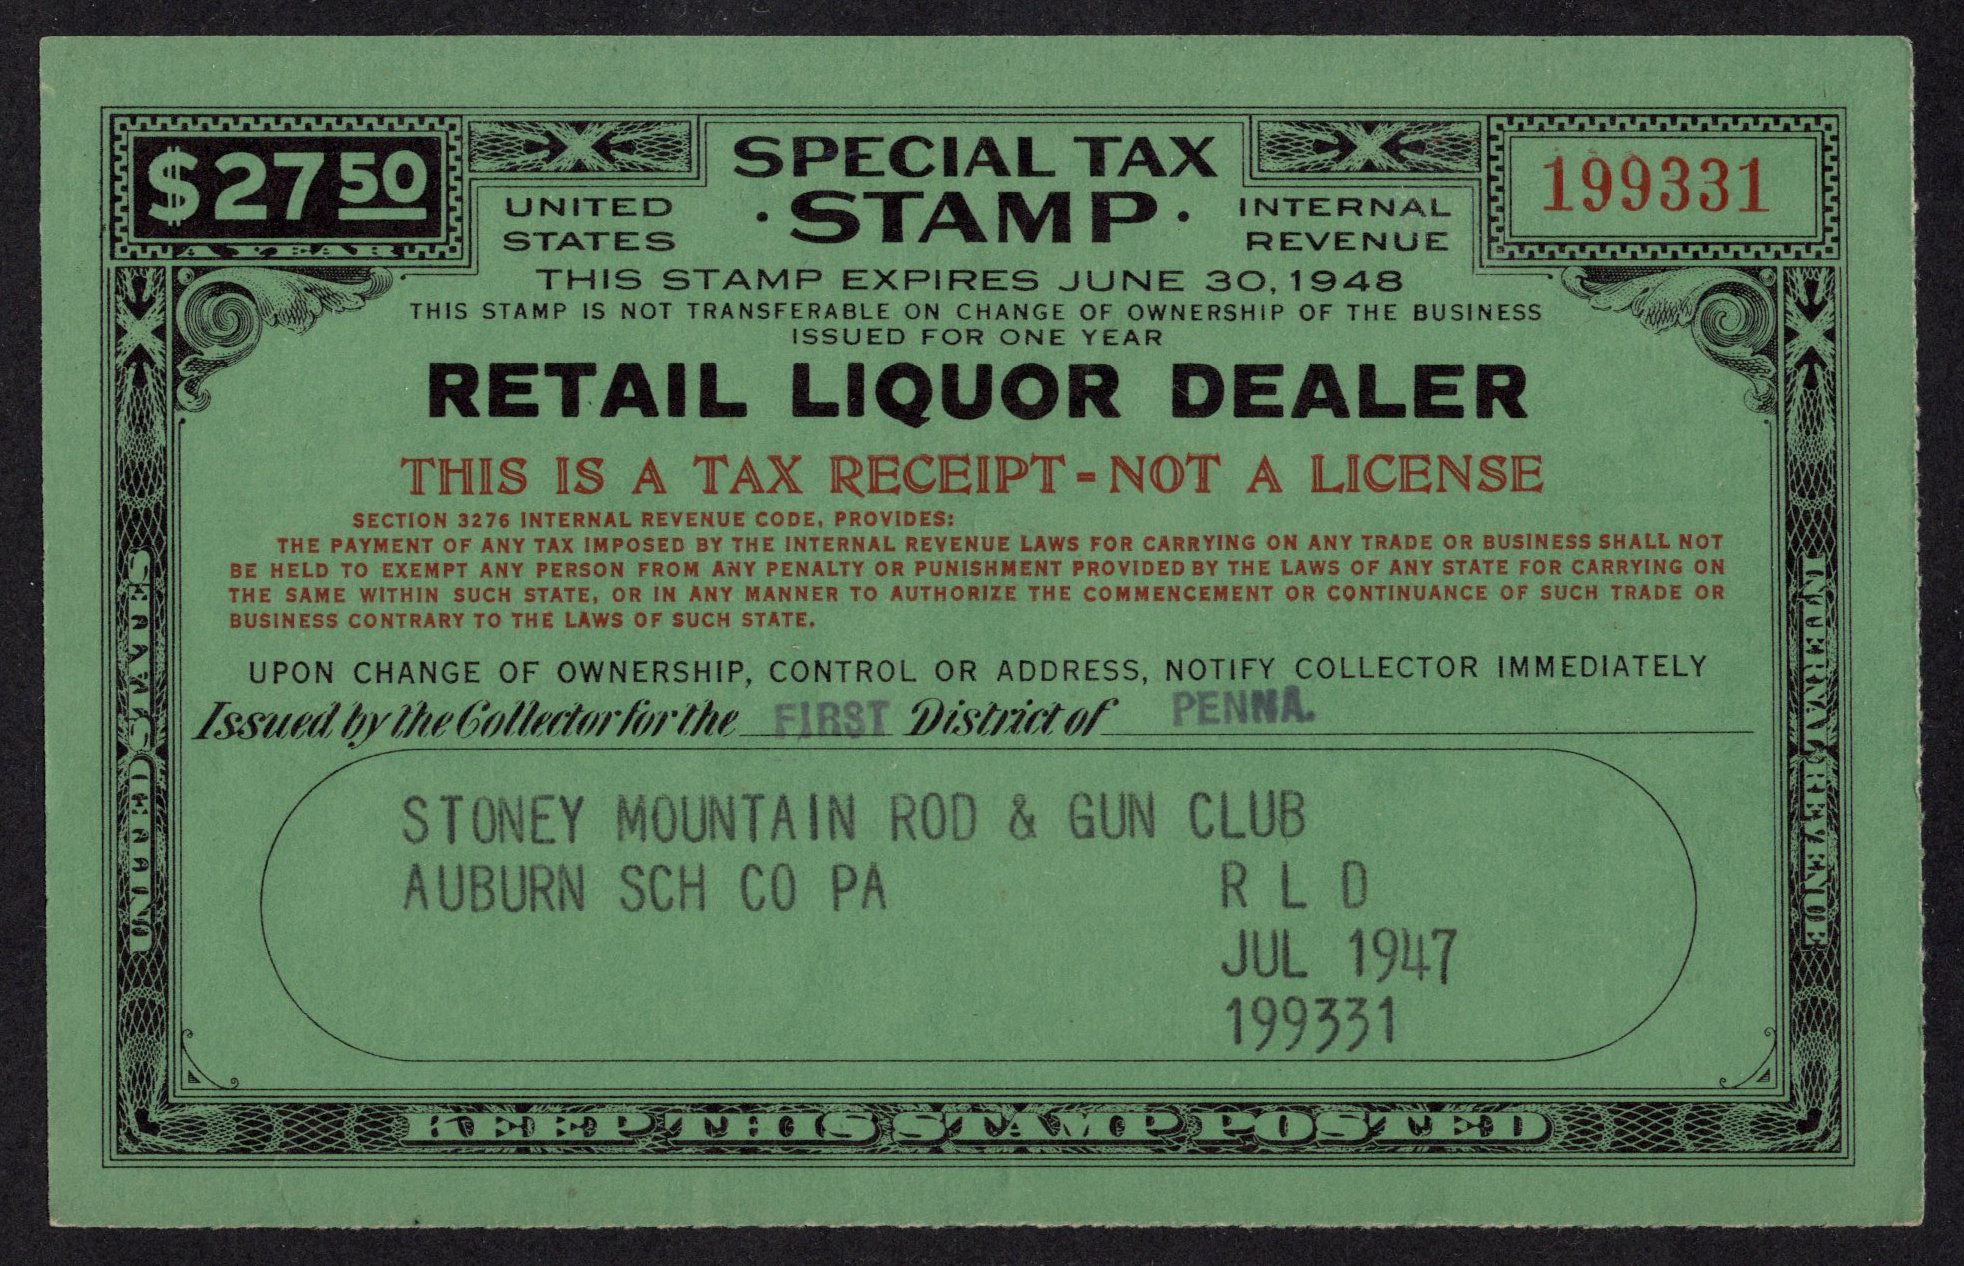 $27 50
A YEAR
SPECIAL TAX
· STAMP ·
UNITED STATES
INTERNAL REVENUE
199331
THIS STAMP EXPIRES JUNE 30, 1948
THIS STAMP IS NOT TRANSFERABLE ON CHANGE OF OWNERSHIP OF THE BUSINESS
ISSUED FOR ONE YEAR
RETAIL LIQUOR DEALER
THIS IS A TAX RECEIPT - NOT A LICENSE
SECTION 3276 INTERNAL REVENUE CODE, PROVIDES:
THE PAYMENT OF ANY TAX IMPOSED BY THE INTERNAL REVENUE LAWS FOR CARRYING ON ANY TRADE OR BUSINESS SHALL NOT
BE HELD TO EXEMPT ANY PERSON FROM ANY PENALTY OR PUNISHMENT PROVIDED BY THE LAWS OF ANY STATE FOR CARRYING ON
THE SAME WITHIN SUCH STATE, OR IN ANY MANNER TO AUTHORIZE THE COMMENCEMENT OR CONTINUANCE OF SUCH TRADE OR
BUSINESS CONTRARY TO THE LAWS OF SUCH STATE.
UPON CHANGE OF OWNERSHIP, CONTROL OR ADDRESS, NOTIFY COLLECTOR IMMEDIATELY
Issued by the Collector for the FIRST District of PENNA.
STONEY MOUNTAIN ROD & GUN CLUB
AUBURN SCH CO PA R L D
JUL 1947
199331
SERIAL
INTERNAL REVENUE
KEEP THIS STAMP POSTED